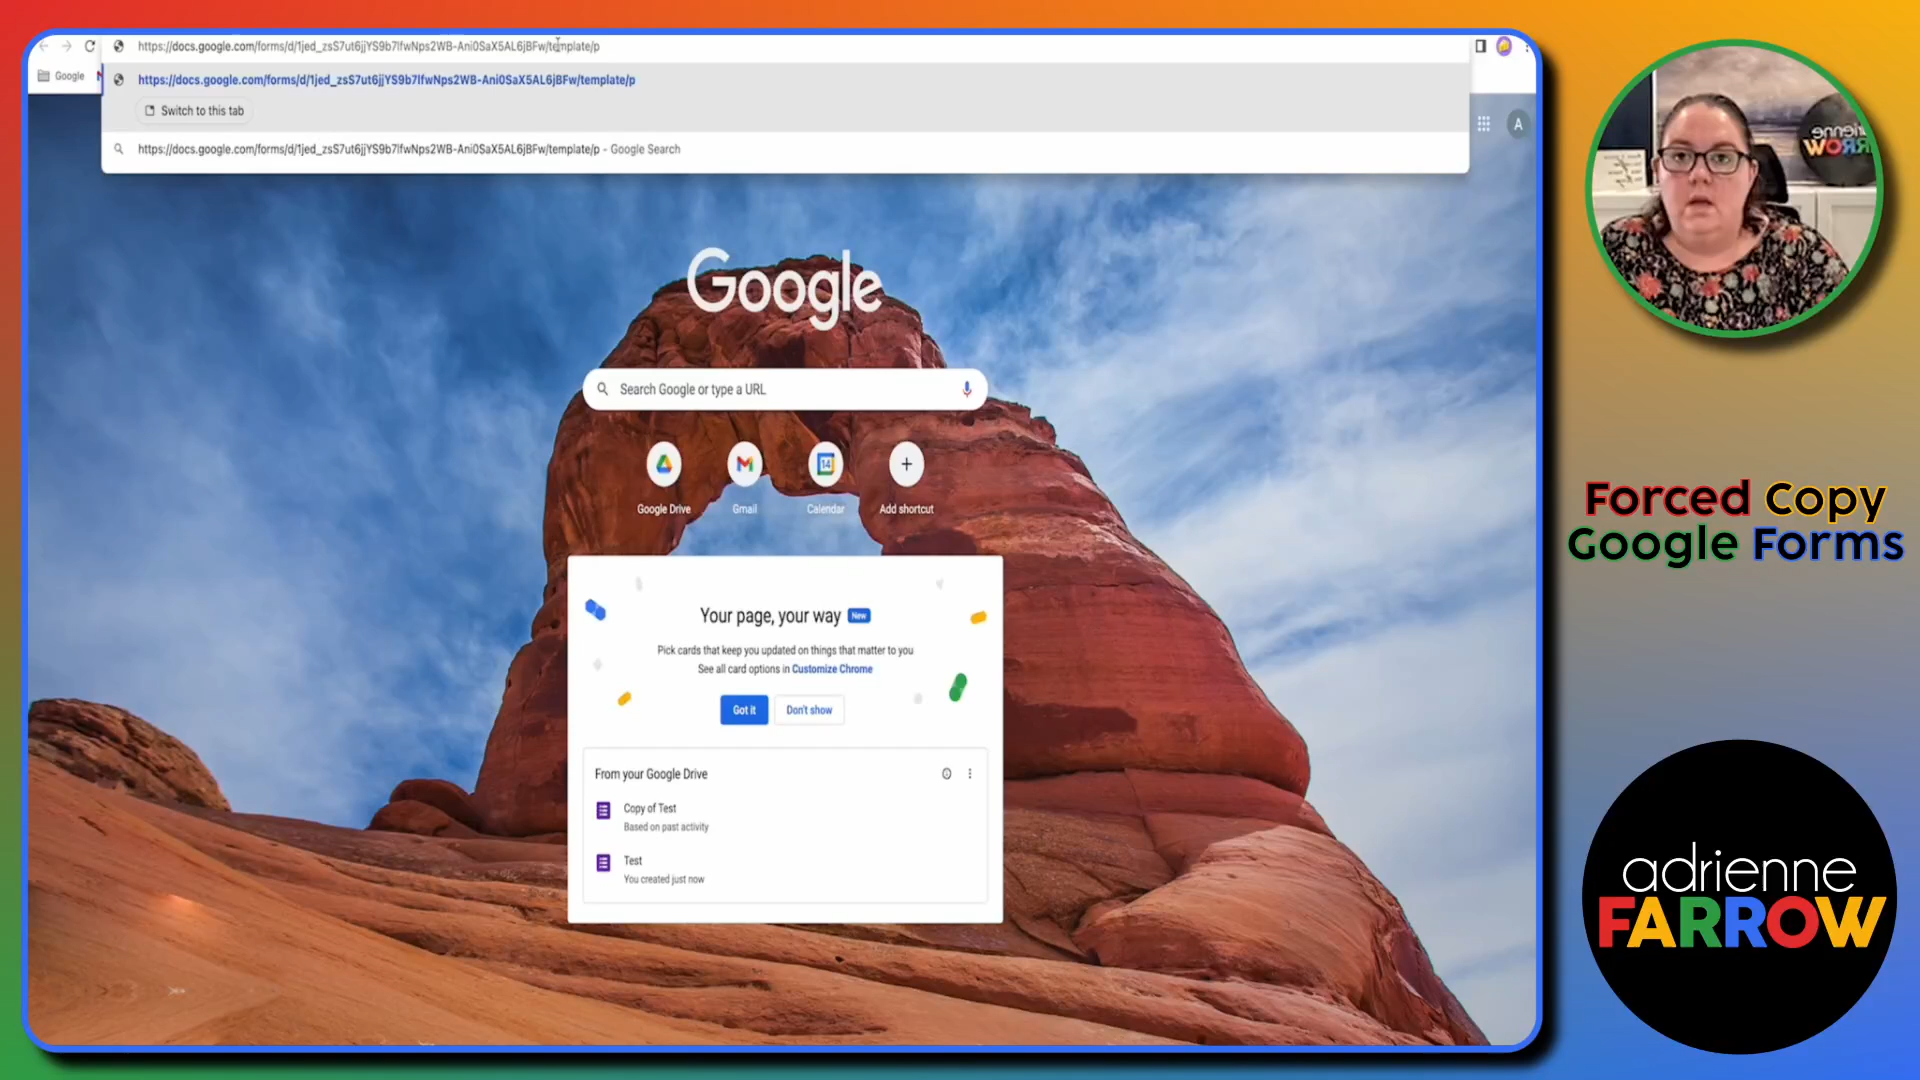 https://docs.google.com/forms/d/1jed_zsS7ut6jjYS9b7lfwNps2WB-Ani0SaX5AL6jBFw/template/p
Google
https://docs.google.com/forms/d/1jed_zsS7ut6jjYS9b7lfwNps2WB-Ani0SaX5AL6jBFw/template/p
Switch to this tab
https://docs.google.com/forms/d/1jed_zsS7ut6jjYS9b7lfwNps2WB-Ani0SaX5AL6jBFw/template/p - Google Search
A
Google
Search Google or type a URL
14
Google Drive
Gmail
Calendar
Add shortcut
Your page, your way New
Pick cards that keep you updated on things that matter to you
See all card options in Customize Chrome
Got it
Don't show
From your Google Drive
Copy of Test
Based on past activity
Test
You created just now
Forced Copy
Google Forms
adrienne
FARROW